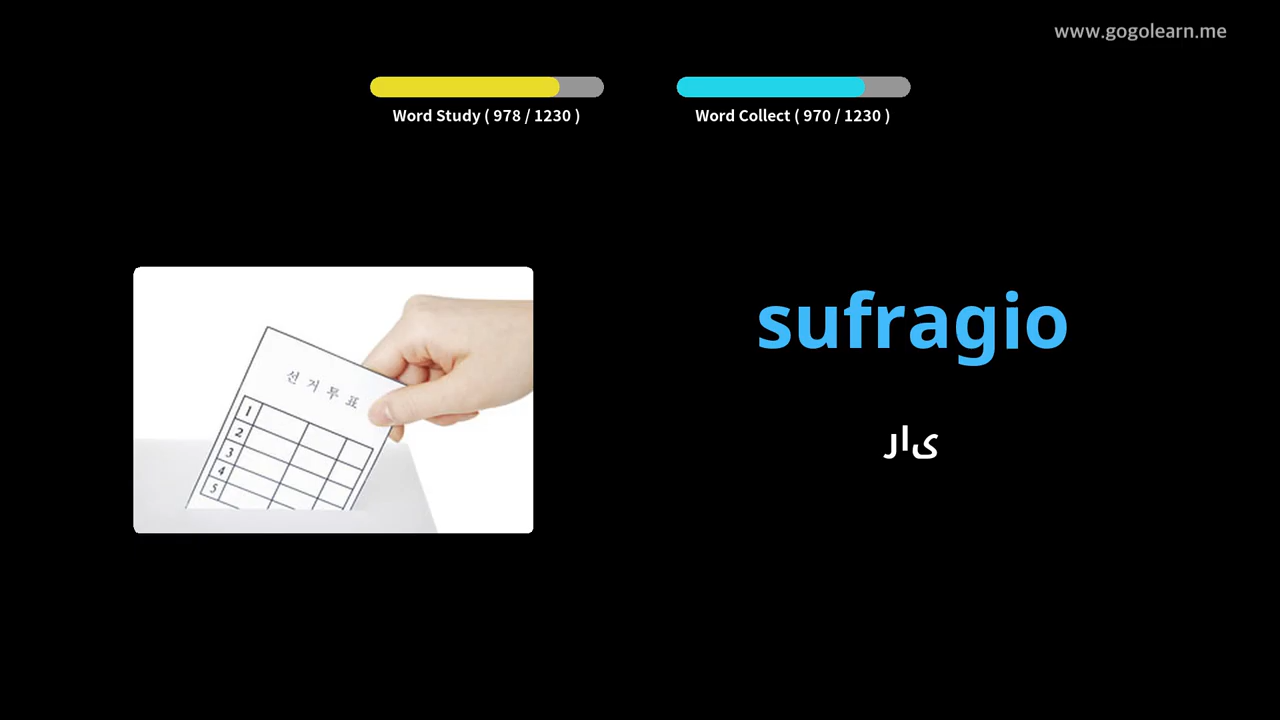 www.gogolearn.me
Word Study ( 978 / 1230 )
Word Collect ( 970 / 1230 )
선거투표
1
2
3
4
5
sufragio
رای